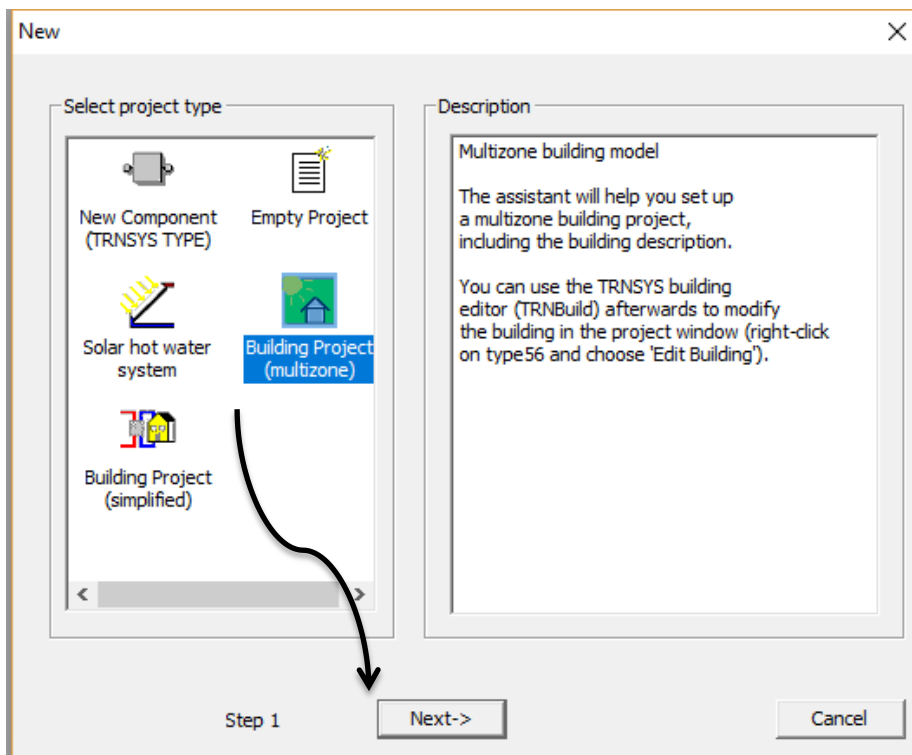 New
Select project type
New Component
(TRNSYS TYPE)
Empty Project
Solar hot water
system
Building Project
(multizone)
Building Project
(simplified)
Description
Multizone building model
The assistant will help you set up
a multizone building project,
including the building description.
You can use the TRNSYS building
editor (TRNBuild) afterwards to modify
the building in the project window (right-click
on type56 and choose 'Edit Building').
Step 1
Next->
Cancel